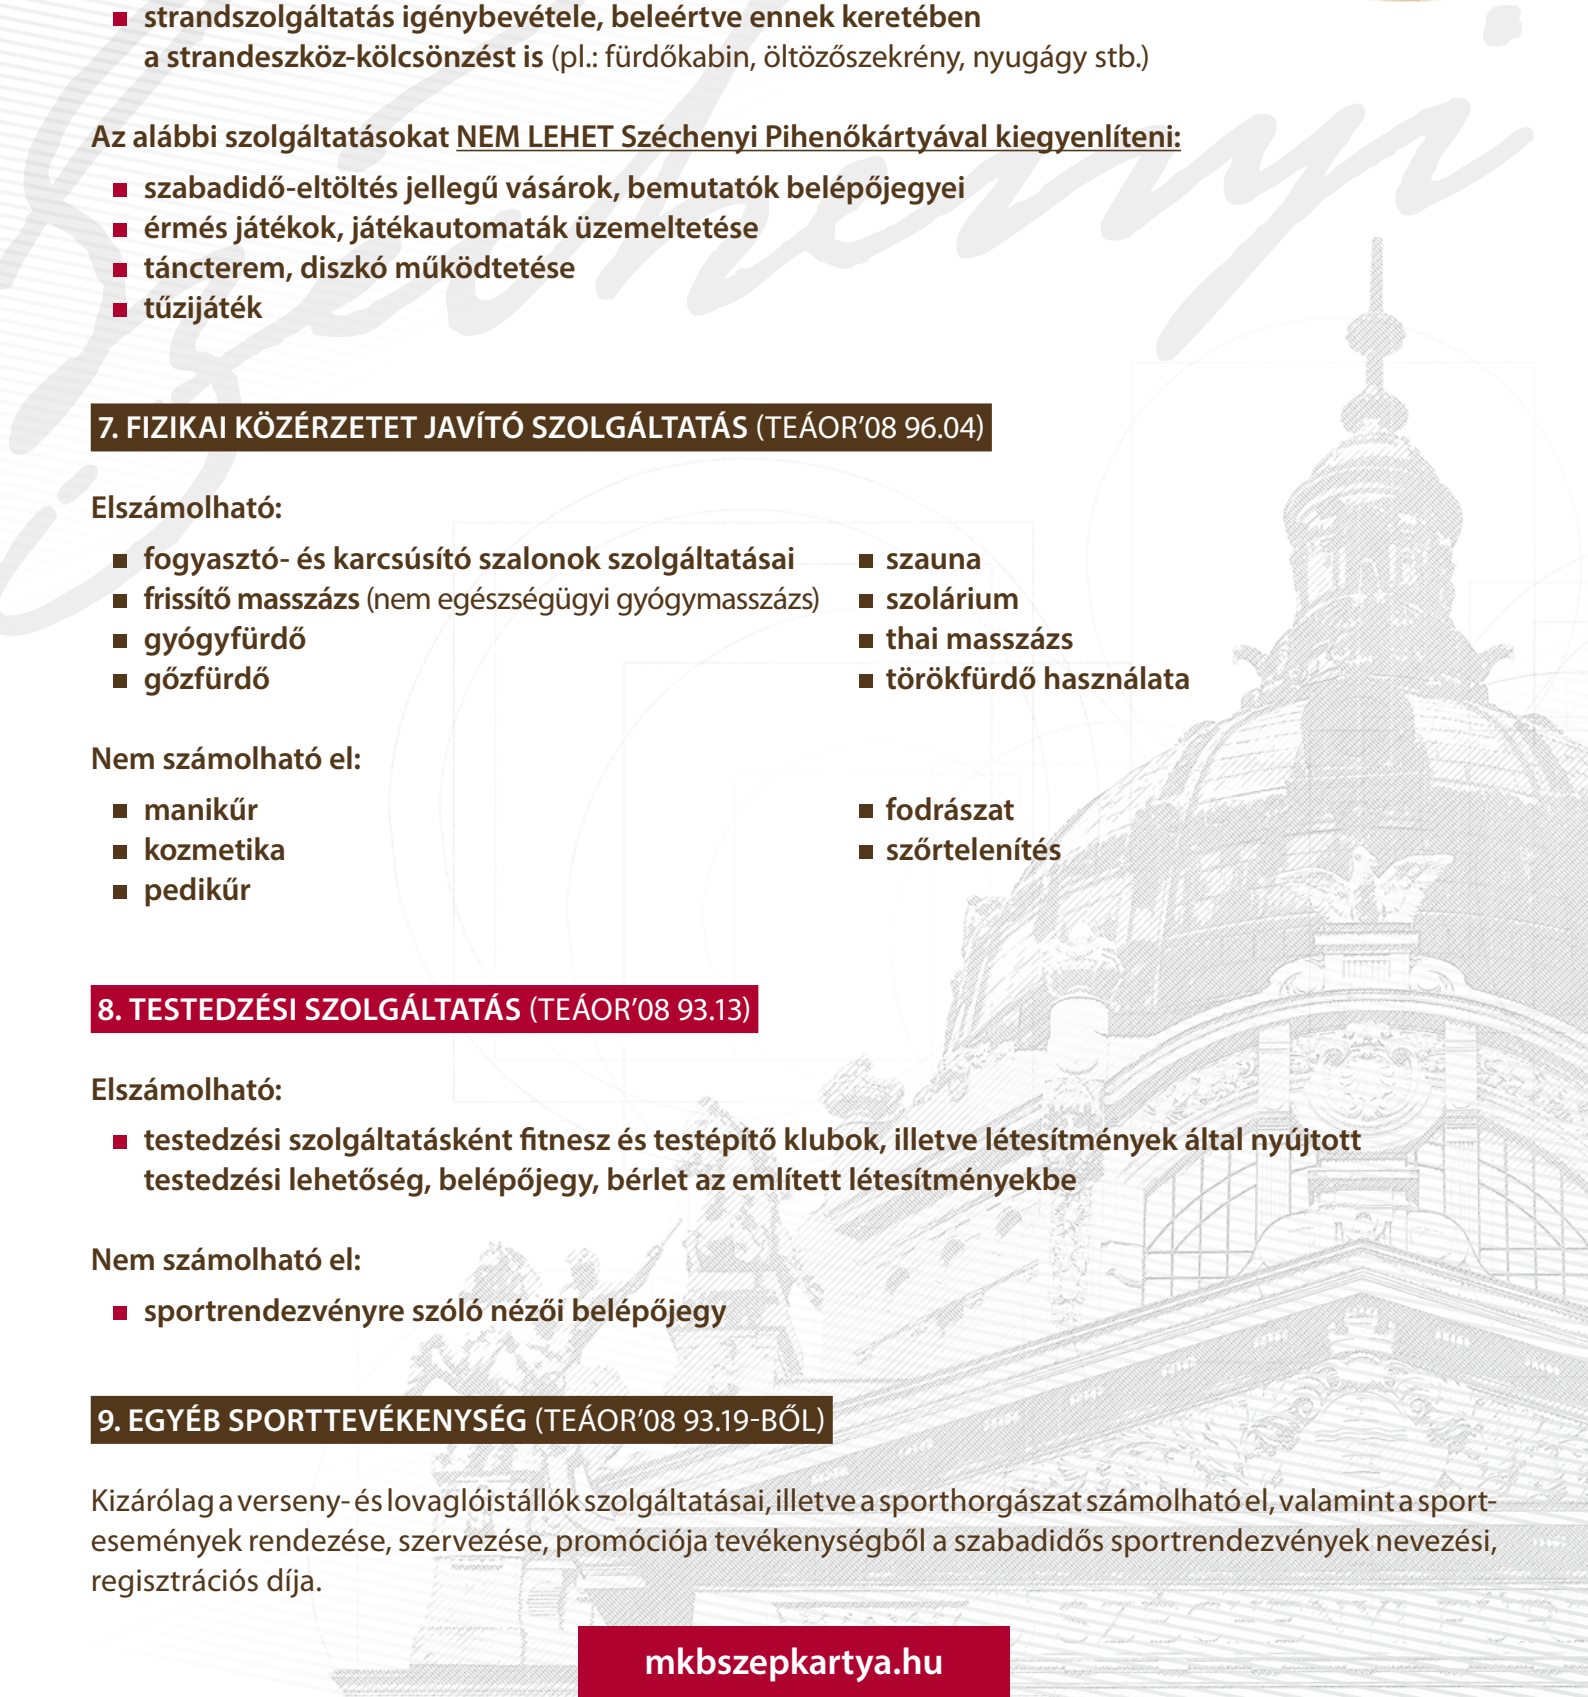 strandszolgáltatás igénybevétele, beleértve ennek keretében
a strandeszköz-kölcsönzést is (pl.: fürdőkabin, öltözőszekrény, nyugágy stb.)
Az alábbi szolgáltatásokat NEM LEHET Széchenyi Pihenőkártyával kiegyenlíteni:
szabadidő-eltöltés jellegű vásárok, bemutatók belépőjegyei
érmés játékok, játékautomaták üzemeltetése
táncterem, diszkó működtetése
tűzijáték
7. FIZIKAI KÖZÉRZETET JAVÍTÓ SZOLGÁLTATÁS (TEÁOR’08 96.04)
Elszámolható:
fogyasztó- és karcsúsító szalonok szolgáltatásai
frissítő masszázs (nem egészségügyi gyógymasszázs)
gyógyfürdő
gőzfürdő
szauna
szolárium
thai masszázs
törökfürdő használata
Nem számolható el:
manikűr
kozmetika
pedikűr
fodrászat
szőrtelenítés
8. TESTEDZÉSI SZOLGÁLTATÁS (TEÁOR’08 93.13)
Elszámolható:
testedzési szolgáltatásként fitnesz és testépítő klubok, illetve létesítmények által nyújtott
testedzési lehetőség, belépőjegy, bérlet az említett létesítményekbe
Nem számolható el:
sportrendezvényre szóló nézői belépőjegy
9. EGYÉB SPORTTEVÉKENYSÉG (TEÁOR’08 93.19-BŐL)
Kizárólag a verseny- és lovaglóistállók szolgáltatásai, illetve a sporthorgászat számolható el, valamint a sport-
események rendezése, szervezése, promóciója tevékenységből a szabadidős sportrendezvények nevezési,
regisztrációs díja.
mkbszepkartya.hu
Széchenyi